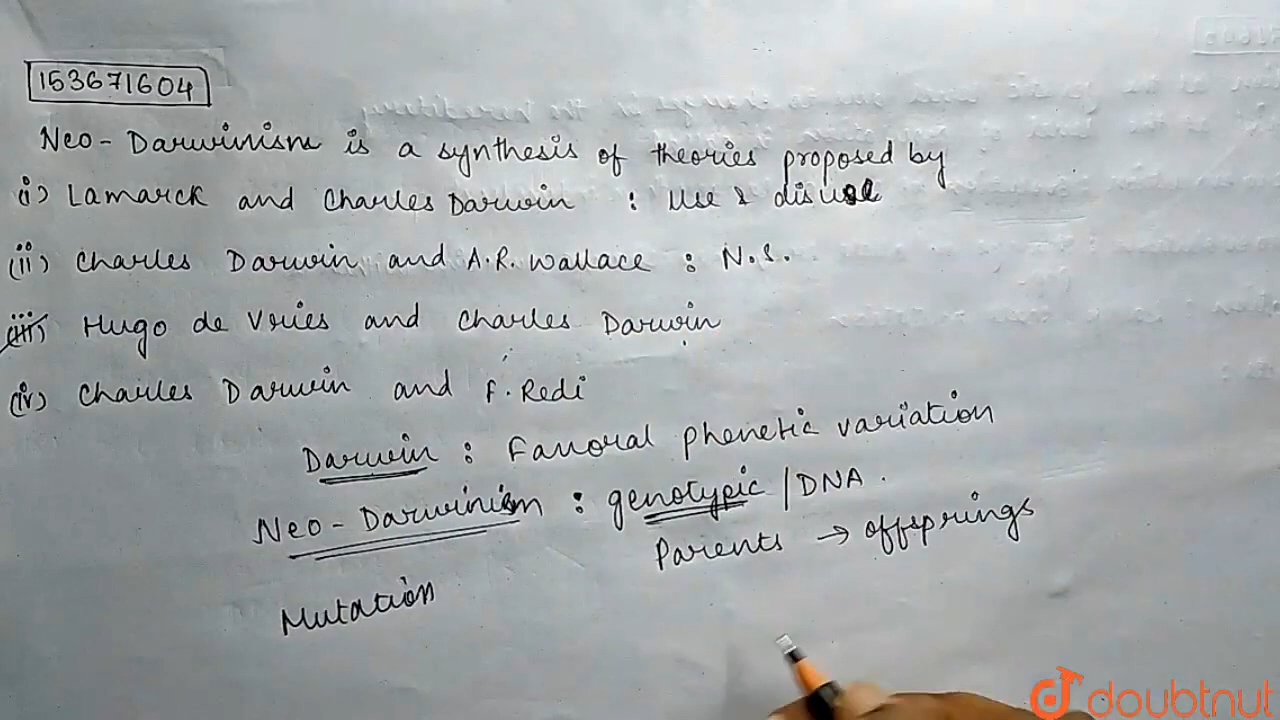 153671604
Neo-Darwinism is a synthesis of theories proposed by
(i) Lamarck and Charles Darwin : Use & disuse
(ii) Charles Darwin and A.R. Wallace : N.S.
(iii) Hugo de Vries and Charles Darwin
(iv) Charles Darwin and F. Redi
Darwin : Favoral phenetic variation
Neo-Darwinism : genotypic / DNA.
Parents → offsprings
Mutation
doubtnut